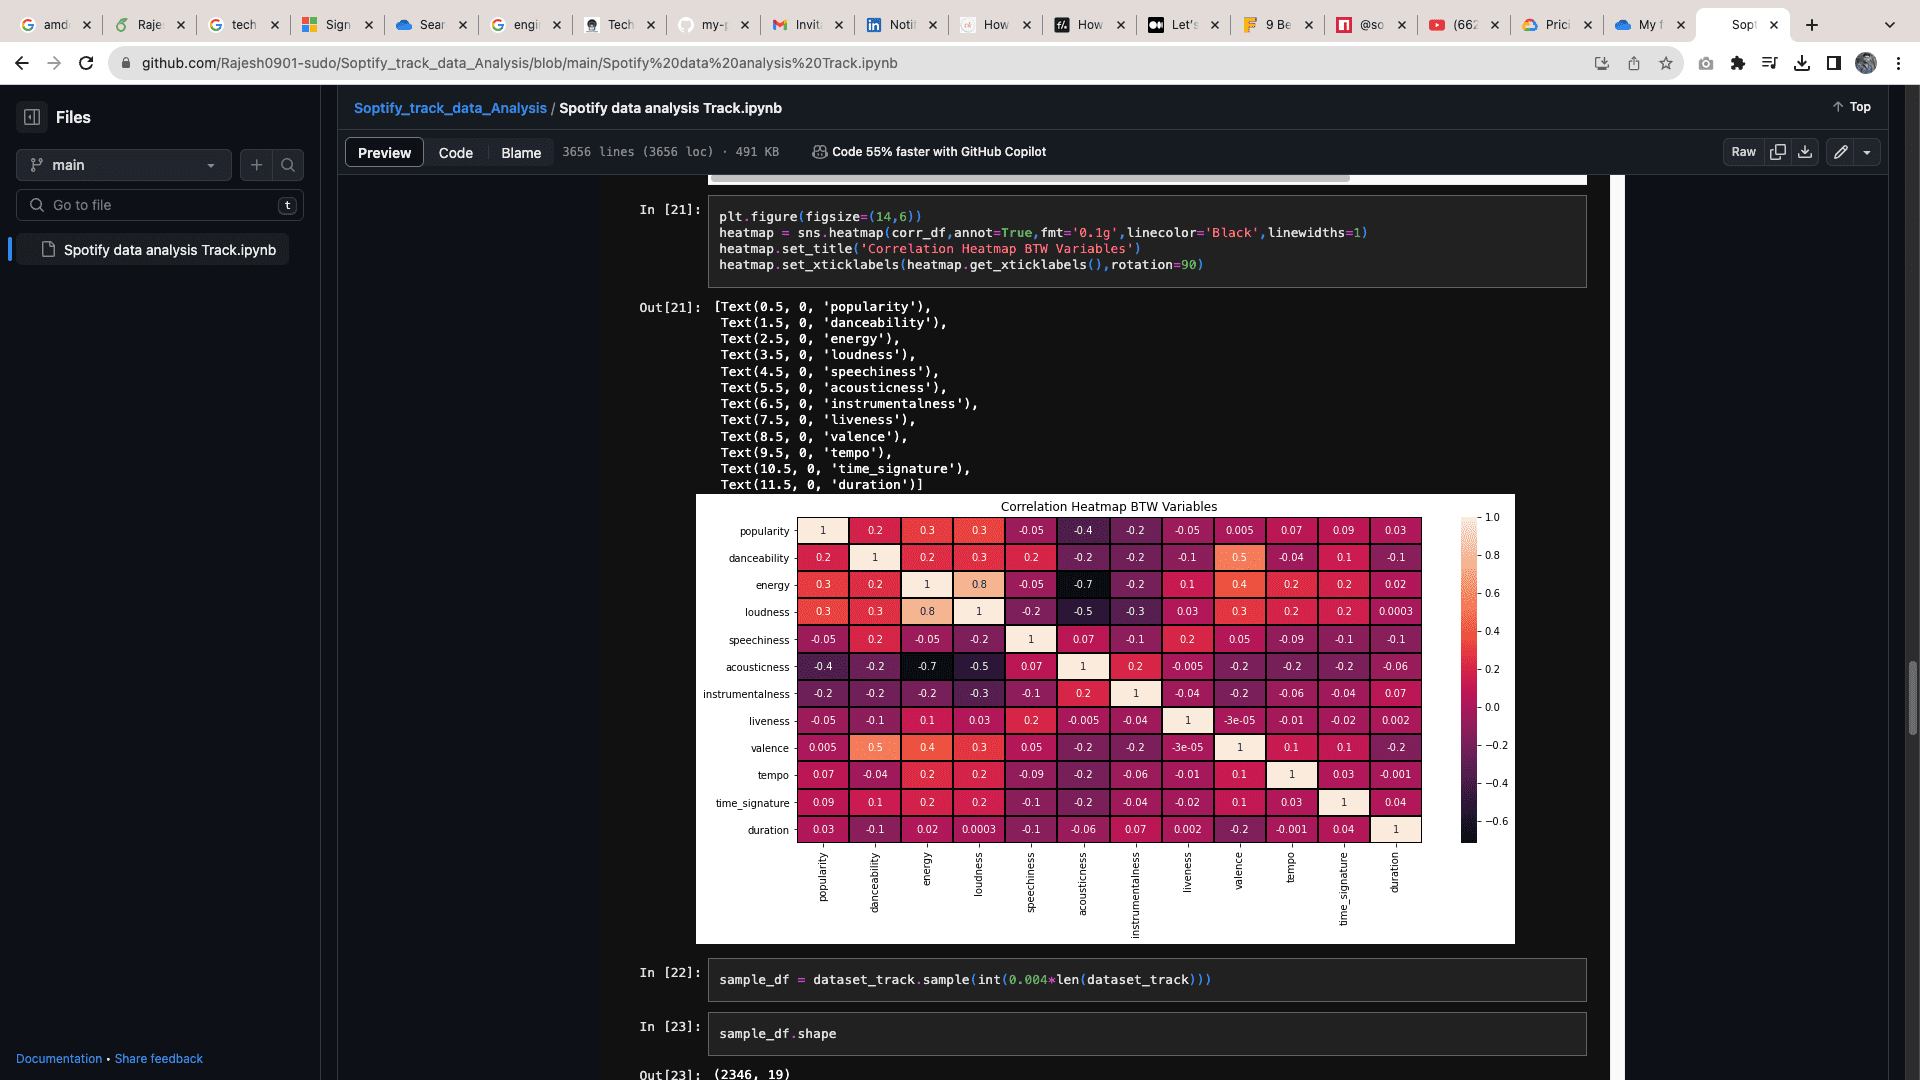 amd
Raje
tech
Sign
Sear
engi
Tech
my-p
Invita
Notif
How
How
Let's
9 Be
@so
(662
Prici
My f
Sopt
github.com/Rajesh0901-sudo/Soptify_track_data_Analysis/blob/main/Spotify%20data%20analysis%20Track.ipynb
Files
main
Go to file
t
Spotify data analysis Track.ipynb
Documentation • Share feedback
Soptify_track_data_Analysis / Spotify data analysis Track.ipynb
Top
Preview Code Blame 3656 lines (3656 loc) · 491 KB Code 55% faster with GitHub Copilot Raw
In [21]:
plt.figure(figsize=(14,6))
heatmap = sns.heatmap(corr_df,annot=True,fmt='0.1g',linecolor='Black',linewidths=1)
heatmap.set_title('Correlation Heatmap BTW Variables')
heatmap.set_xticklabels(heatmap.get_xticklabels(),rotation=90)
Out[21]: [Text(0.5, 0, 'popularity'),
Text(1.5, 0, 'danceability'),
Text(2.5, 0, 'energy'),
Text(3.5, 0, 'loudness'),
Text(4.5, 0, 'speechiness'),
Text(5.5, 0, 'acousticness'),
Text(6.5, 0, 'instrumentalness'),
Text(7.5, 0, 'liveness'),
Text(8.5, 0, 'valence'),
Text(9.5, 0, 'tempo'),
Text(10.5, 0, 'time_signature'),
Text(11.5, 0, 'duration')]
Correlation Heatmap BTW Variables
popularity 1 0.2 0.3 0.3 -0.05 -0.4 -0.2 -0.05 0.005 0.07 0.09 0.03
danceability 0.2 1 0.2 0.3 0.2 -0.2 -0.2 -0.1 0.5 -0.04 0.1 -0.1
energy 0.3 0.2 1 0.8 -0.05 -0.7 -0.2 0.1 0.4 0.2 0.2 0.02
loudness 0.3 0.3 0.8 1 -0.2 -0.5 -0.3 0.03 0.3 0.2 0.2 0.0003
speechiness -0.05 0.2 -0.05 -0.2 1 0.07 -0.1 0.2 0.05 -0.09 -0.1 -0.1
acousticness -0.4 -0.2 -0.7 -0.5 0.07 1 0.2 -0.005 -0.2 -0.2 -0.2 -0.06
instrumentalness -0.2 -0.2 -0.2 -0.3 -0.1 0.2 1 -0.04 -0.2 -0.06 -0.04 0.07
liveness -0.05 -0.1 0.1 0.03 0.2 -0.005 -0.04 1 -3e-05 -0.01 -0.02 0.002
valence 0.005 0.5 0.4 0.3 0.05 -0.2 -0.2 -3e-05 1 0.1 0.1 -0.2
tempo 0.07 -0.04 0.2 0.2 -0.09 -0.2 -0.06 -0.01 0.1 1 0.03 -0.001
time_signature 0.09 0.1 0.2 0.2 -0.1 -0.2 -0.04 -0.02 0.1 0.03 1 0.04
duration 0.03 -0.1 0.02 0.0003 -0.1 -0.06 0.07 0.002 -0.2 -0.001 0.04 1
popularity
danceability
energy
loudness
speechiness
acousticness
instrumentalness
liveness
valence
tempo
time_signature
duration
1.0
0.8
0.6
0.4
0.2
0.0
−0.2
−0.4
−0.6
In [22]: sample_df = dataset_track.sample(int(0.004*len(dataset_track)))
In [23]: sample_df.shape
Out[23]: (2346, 19)